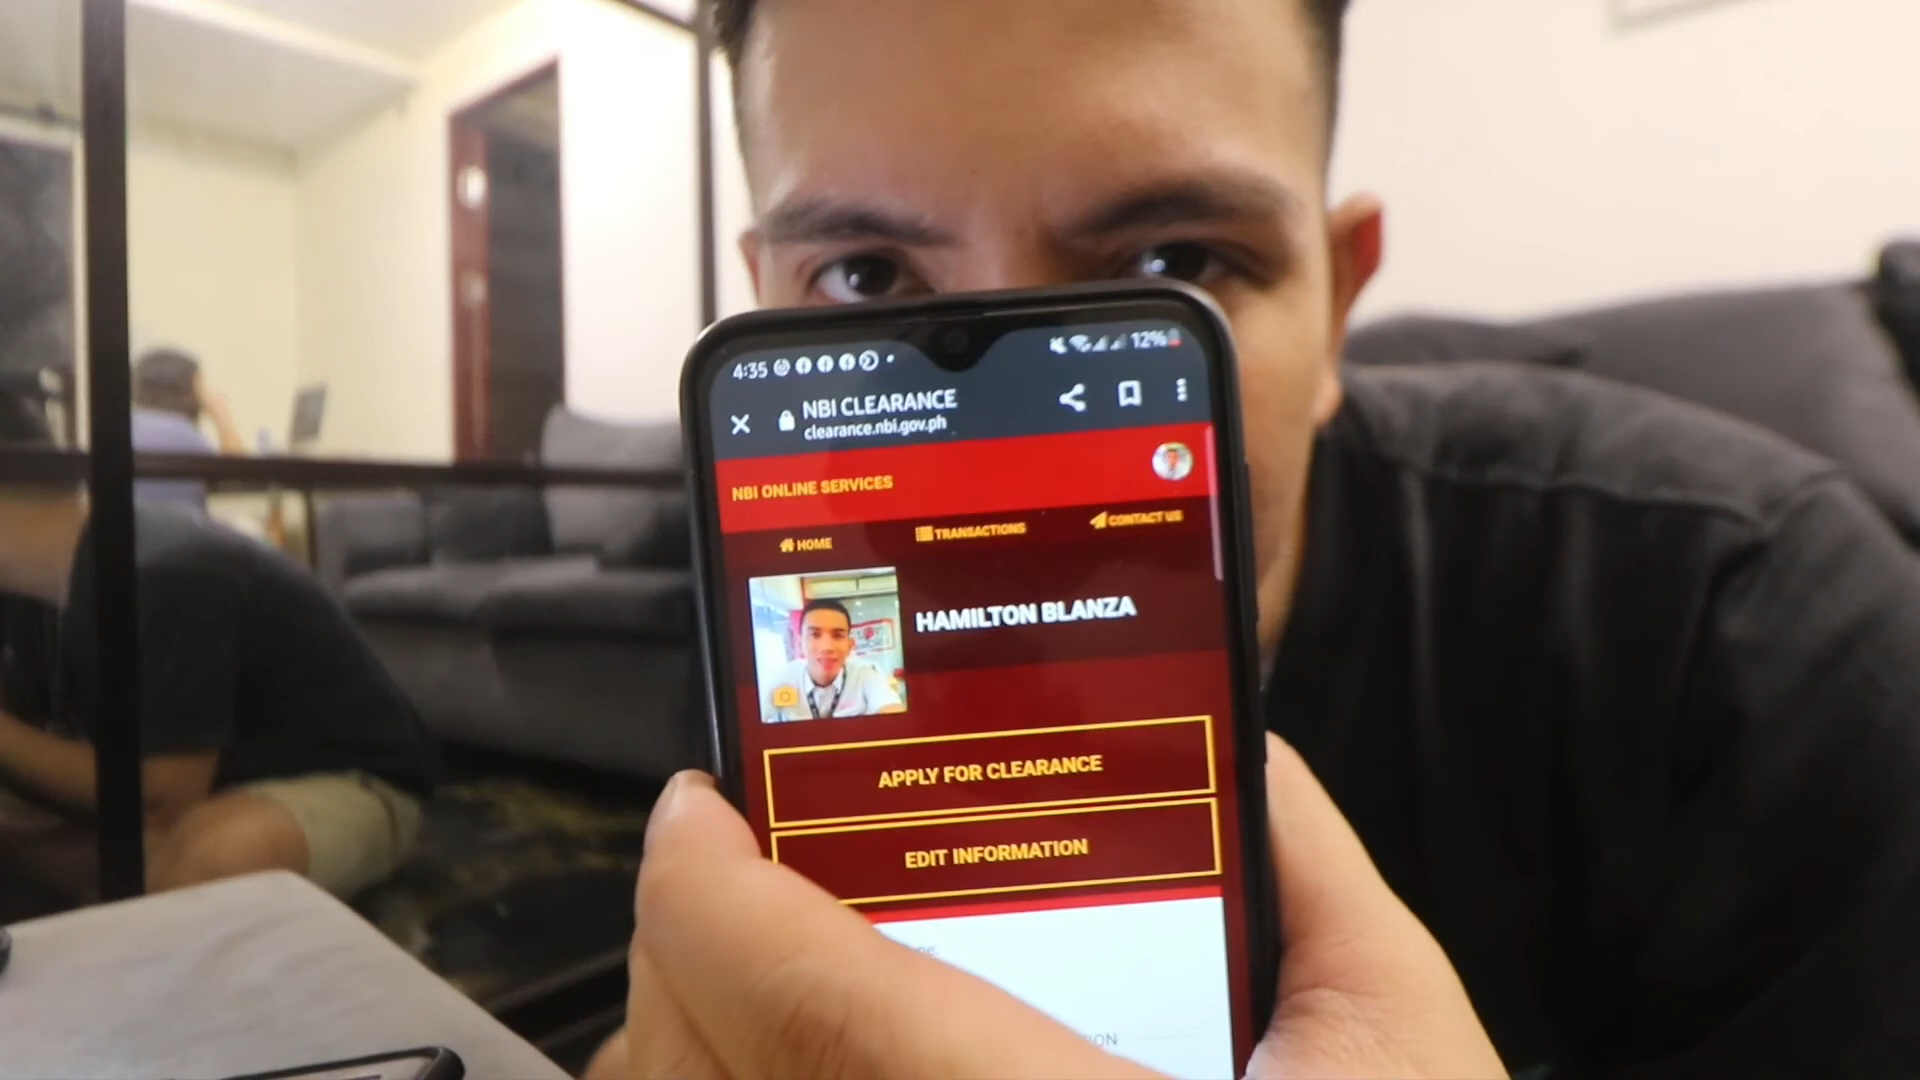 4:35
12%
NBI CLEARANCE
clearance.nbi.gov.ph
NBI ONLINE SERVICES
HOME
TRANSACTIONS
CONTACT US
HAMILTON BLANZA
APPLY FOR CLEARANCE
EDIT INFORMATION